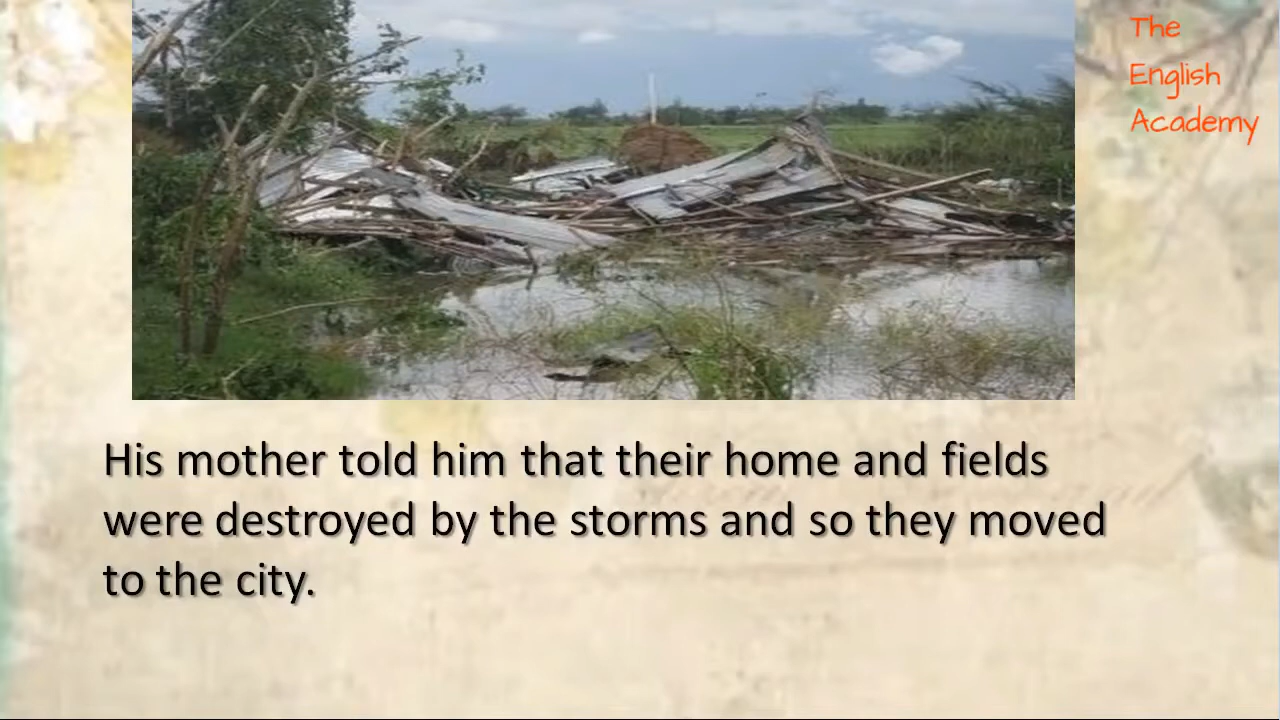 The
English
Academy
His mother told him that their home and fields
were destroyed by the storms and so they moved
to the city.